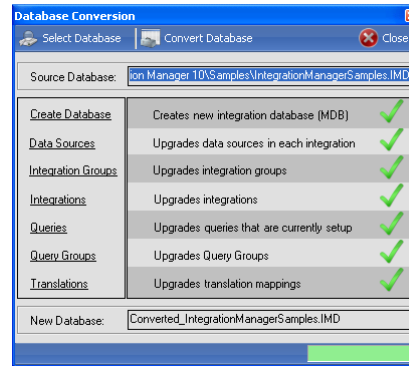 Database Conversion
Select Database Convert Database Close
Source Database: ion Manager 10\Samples\IntegrationManagerSamples.IMD
Create Database Creates new integration database (MDB)
Data Sources Upgrades data sources in each integration
Integration Groups Upgrades integration groups
Integrations Upgrades integrations
Queries Upgrades queries that are currently setup
Query Groups Upgrades Query Groups
Translations Upgrades translation mappings
New Database: Converted_IntegrationManagerSamples.IMD